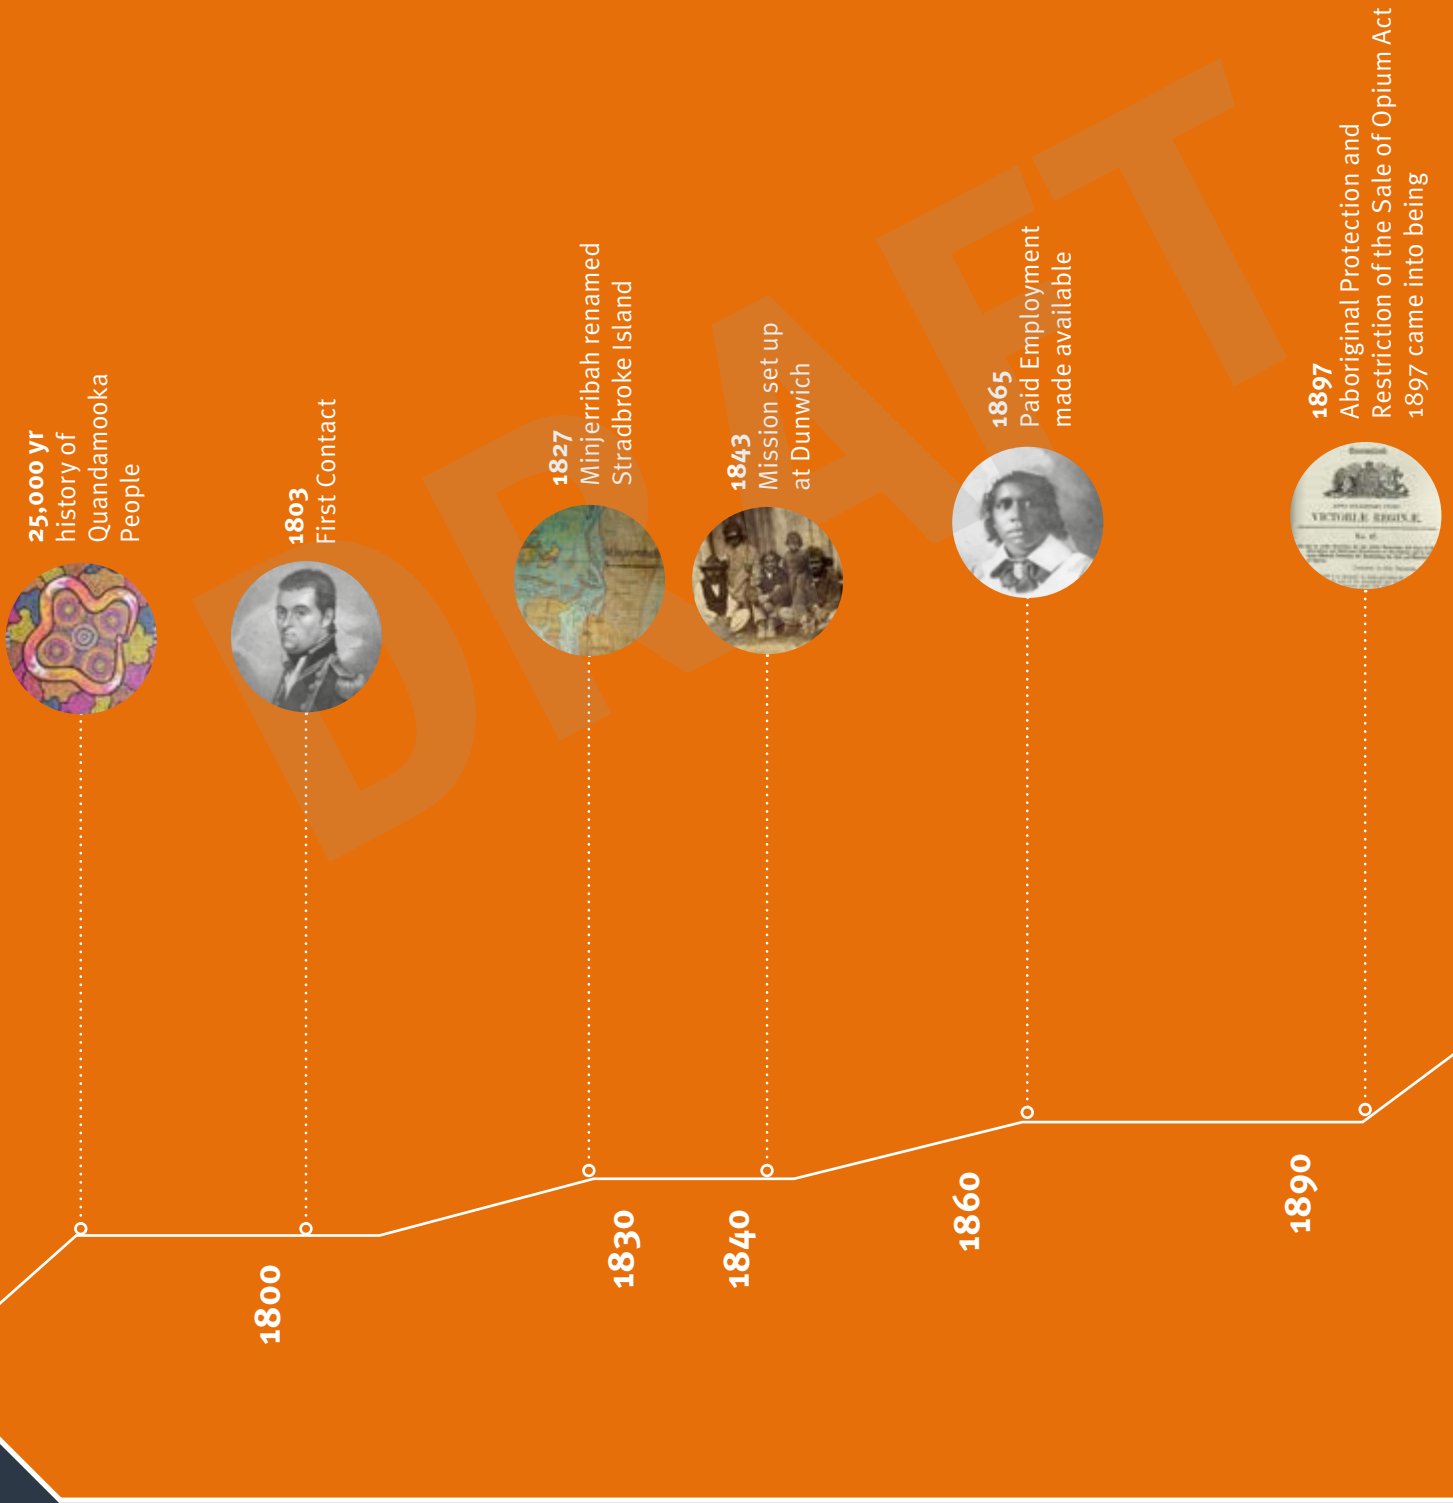 25,000 yr
history of
Quandamooka
People
1803
First Contact
1827
Minjerribah renamed
Stradbroke Island
1843
Mission set up
at Dunwich
1865
Paid Employment
made available
1897
Aboriginal Protection and
Restriction of the Sale of Opium Act
1897 came into being
VICTORIÆ REGINÆ.
1800
1830
1840
1860
1890
DRAFT